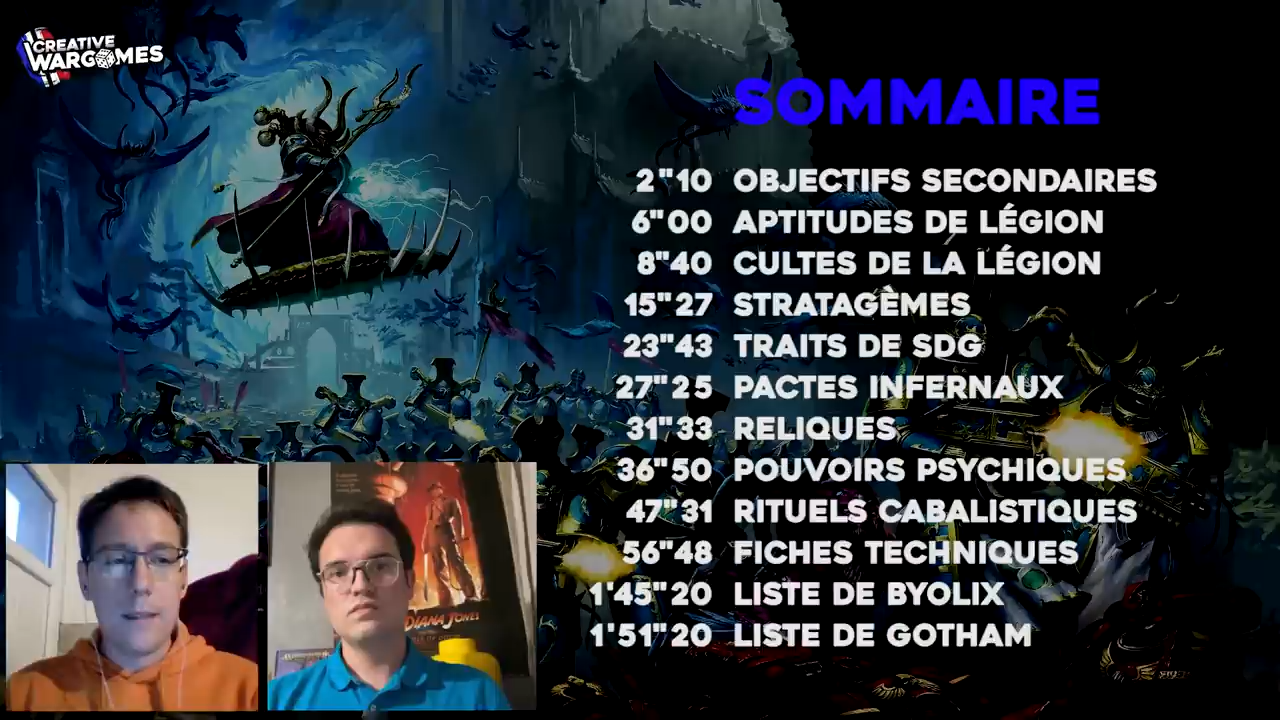 CREATIVE
WARGAMES
SOMMAIRE
2"10 OBJECTIFS SECONDAIRES
6"00 APTITUDES DE LÉGION
8"40 CULTES DE LA LÉGION
15"27 STRATAGÈMES
23"43 TRAITS DE SDG
27"25 PACTES INFERNAUX
31"33 RELIQUES
36"50 POUVOIRS PSYCHIQUES
47"31 RITUELS CABALISTIQUES
56"48 FICHES TECHNIQUES
1'45"20 LISTE DE BYOLIX
1'51"20 LISTE DE GOTHAM
DIANA JONES